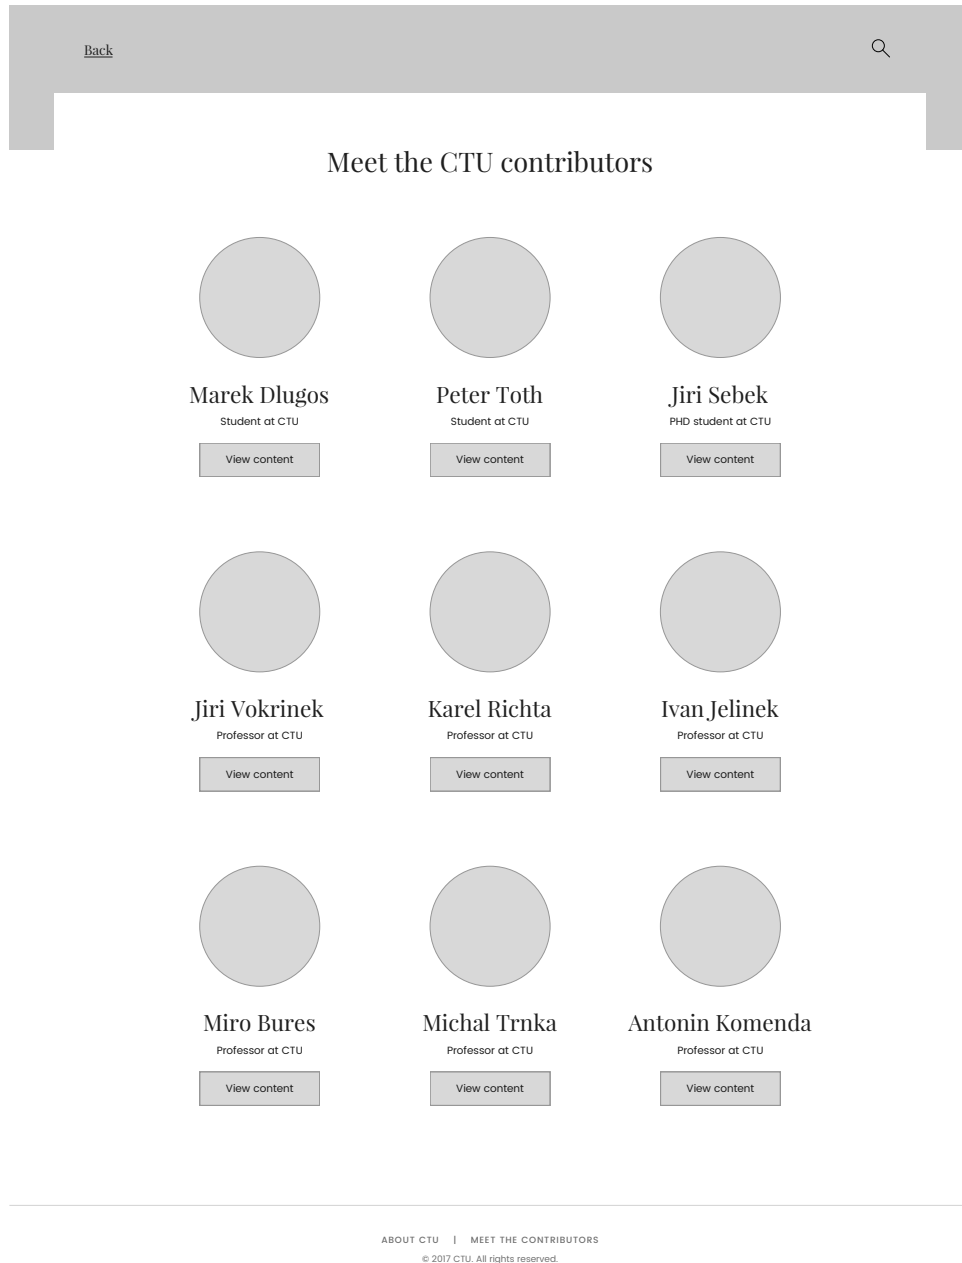 Back
Meet the CTU contributors
Marek Dlugos
Student at CTU
View content
Peter Toth
Student at CTU
View content
Jiri Sebek
PHD student at CTU
View content
Jiri Vokrinek
Professor at CTU
View content
Karel Richta
Professor at CTU
View content
Ivan Jelinek
Professor at CTU
View content
Miro Bures
Professor at CTU
View content
Michal Trnka
Professor at CTU
View content
Antonin Komenda
Professor at CTU
View content
ABOUT CTU | MEET THE CONTRIBUTORS
© 2017 CTU. All rights reserved.